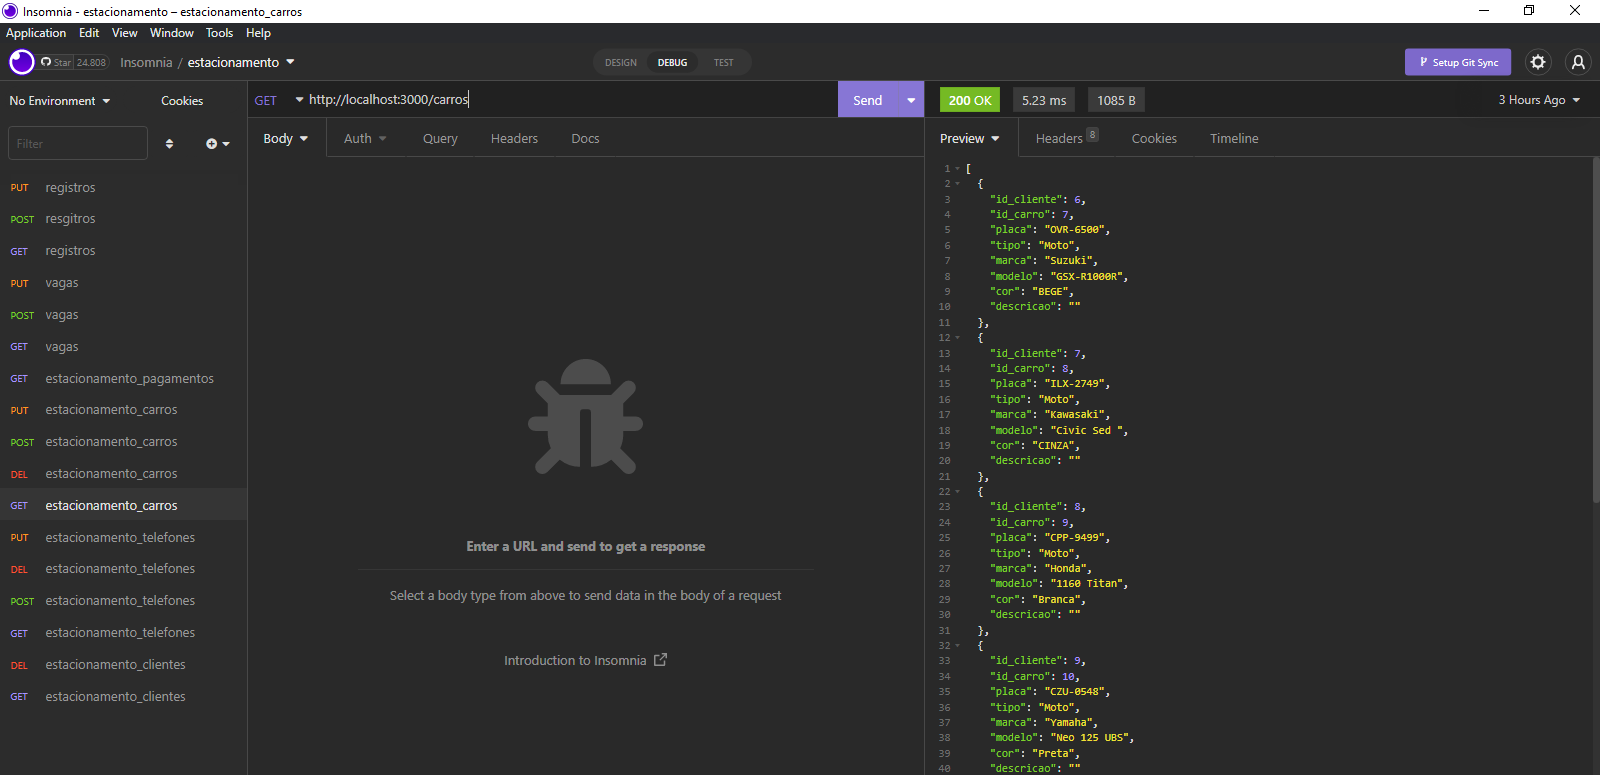 Insomnia - estacionamento – estacionamento_carros
Application Edit View Window Tools Help
Star 24.808 Insomnia / estacionamento DESIGN DEBUG TEST Setup Git Sync
No Environment Cookies
Filter
PUT registros
POST resgitros
GET registros
PUT vagas
POST vagas
GET vagas
GET estacionamento_pagamentos
PUT estacionamento_carros
POST estacionamento_carros
DEL estacionamento_carros
GET estacionamento_carros
PUT estacionamento_telefones
DEL estacionamento_telefones
POST estacionamento_telefones
GET estacionamento_telefones
DEL estacionamento_clientes
GET estacionamento_clientes
GET http://localhost:3000/carros Send
Body Auth Query Headers Docs
Enter a URL and send to get a response
Select a body type from above to send data in the body of a request
Introduction to Insomnia
200 OK 5.23 ms 1085 B 3 Hours Ago
Preview Headers 8 Cookies Timeline
1 [
2 {
3 "id_cliente": 6,
4 "id_carro": 7,
5 "placa": "OVR-6500",
6 "tipo": "Moto",
7 "marca": "Suzuki",
8 "modelo": "GSX-R1000R",
9 "cor": "BEGE",
10 "descricao": ""
11 },
12 {
13 "id_cliente": 7,
14 "id_carro": 8,
15 "placa": "ILX-2749",
16 "tipo": "Moto",
17 "marca": "Kawasaki",
18 "modelo": "Civic Sed ",
19 "cor": "CINZA",
20 "descricao": ""
21 },
22 {
23 "id_cliente": 8,
24 "id_carro": 9,
25 "placa": "CPP-9499",
26 "tipo": "Moto",
27 "marca": "Honda",
28 "modelo": "1160 Titan",
29 "cor": "Branca",
30 "descricao": ""
31 },
32 {
33 "id_cliente": 9,
34 "id_carro": 10,
35 "placa": "CZU-0548",
36 "tipo": "Moto",
37 "marca": "Yamaha",
38 "modelo": "Neo 125 UBS",
39 "cor": "Preta",
40 "descricao": ""